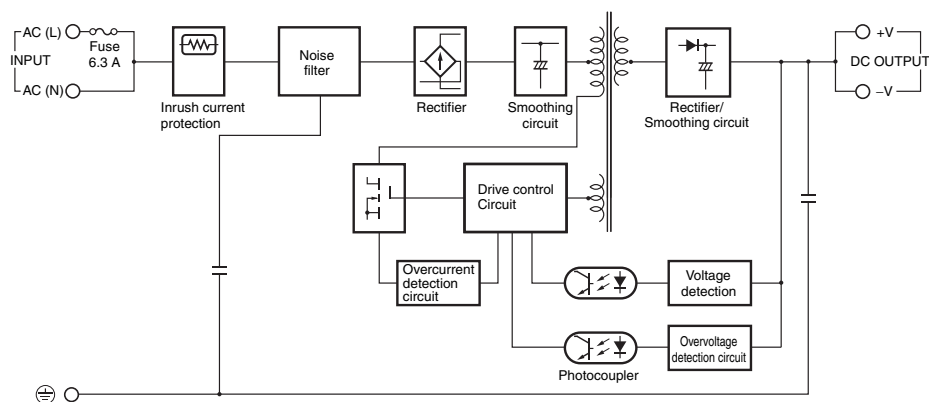 AC (L)
Fuse
6.3 A
INPUT
AC (N)
Inrush current
protection
Noise
filter
Rectifier
Smoothing
circuit
Rectifier/
Smoothing circuit
+V
DC OUTPUT
–V
Drive control
Circuit
Overcurrent
detection
circuit
Voltage
detection
Overvoltage
detection circuit
Photocoupler